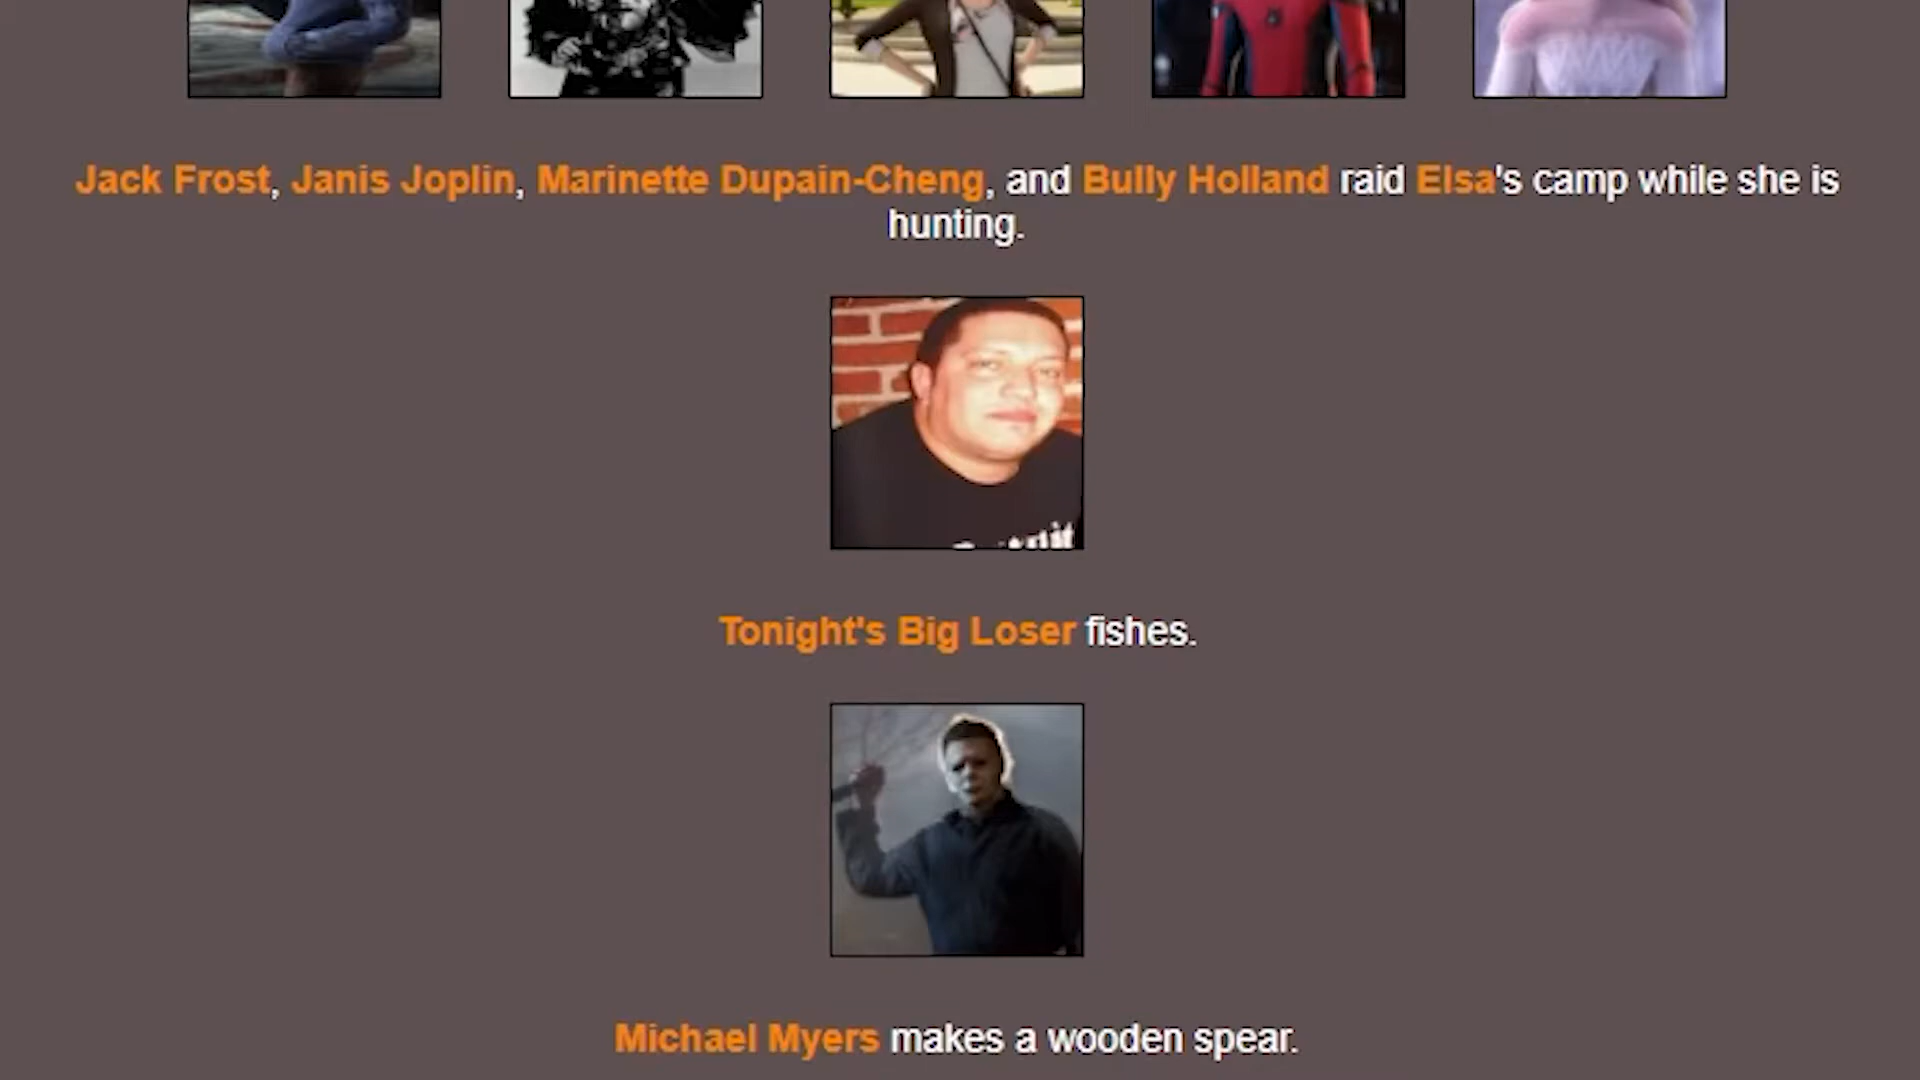 Jack Frost, Janis Joplin, Marinette Dupain-Cheng, and Bully Holland raid Elsa's camp while she is
hunting.
Tonight's Big Loser fishes.
Michael Myers makes a wooden spear.